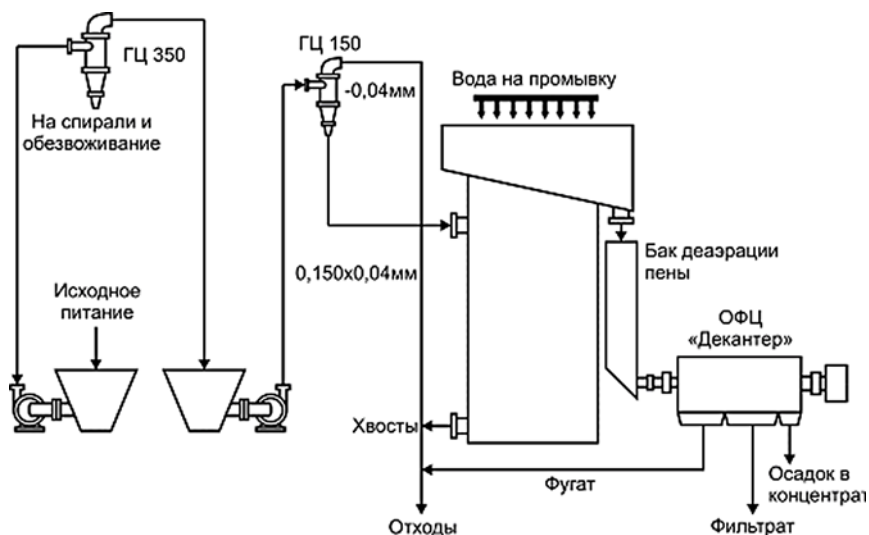 ГЦ 350
ГЦ 150
-0,04мм
Вода на промывку
На спирали и
обезвоживание
0,150х0,04мм
Бак деаэрации
пены
Исходное
питание
ОФЦ
«Декантер»
Хвосты
Фугат
Осадок в
концентрат
Отходы
Фильтрат